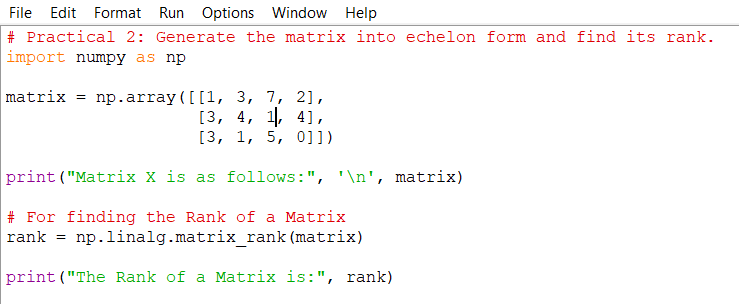 File Edit Format Run Options Window Help
# Practical 2: Generate the matrix into echelon form and find its rank.
import numpy as np
matrix = np.array([[1, 3, 7, 2],
[3, 4, 1, 4],
[3, 1, 5, 0]])
print("Matrix X is as follows:", '\n', matrix)
# For finding the Rank of a Matrix
rank = np.linalg.matrix_rank(matrix)
print("The Rank of a Matrix is:", rank)